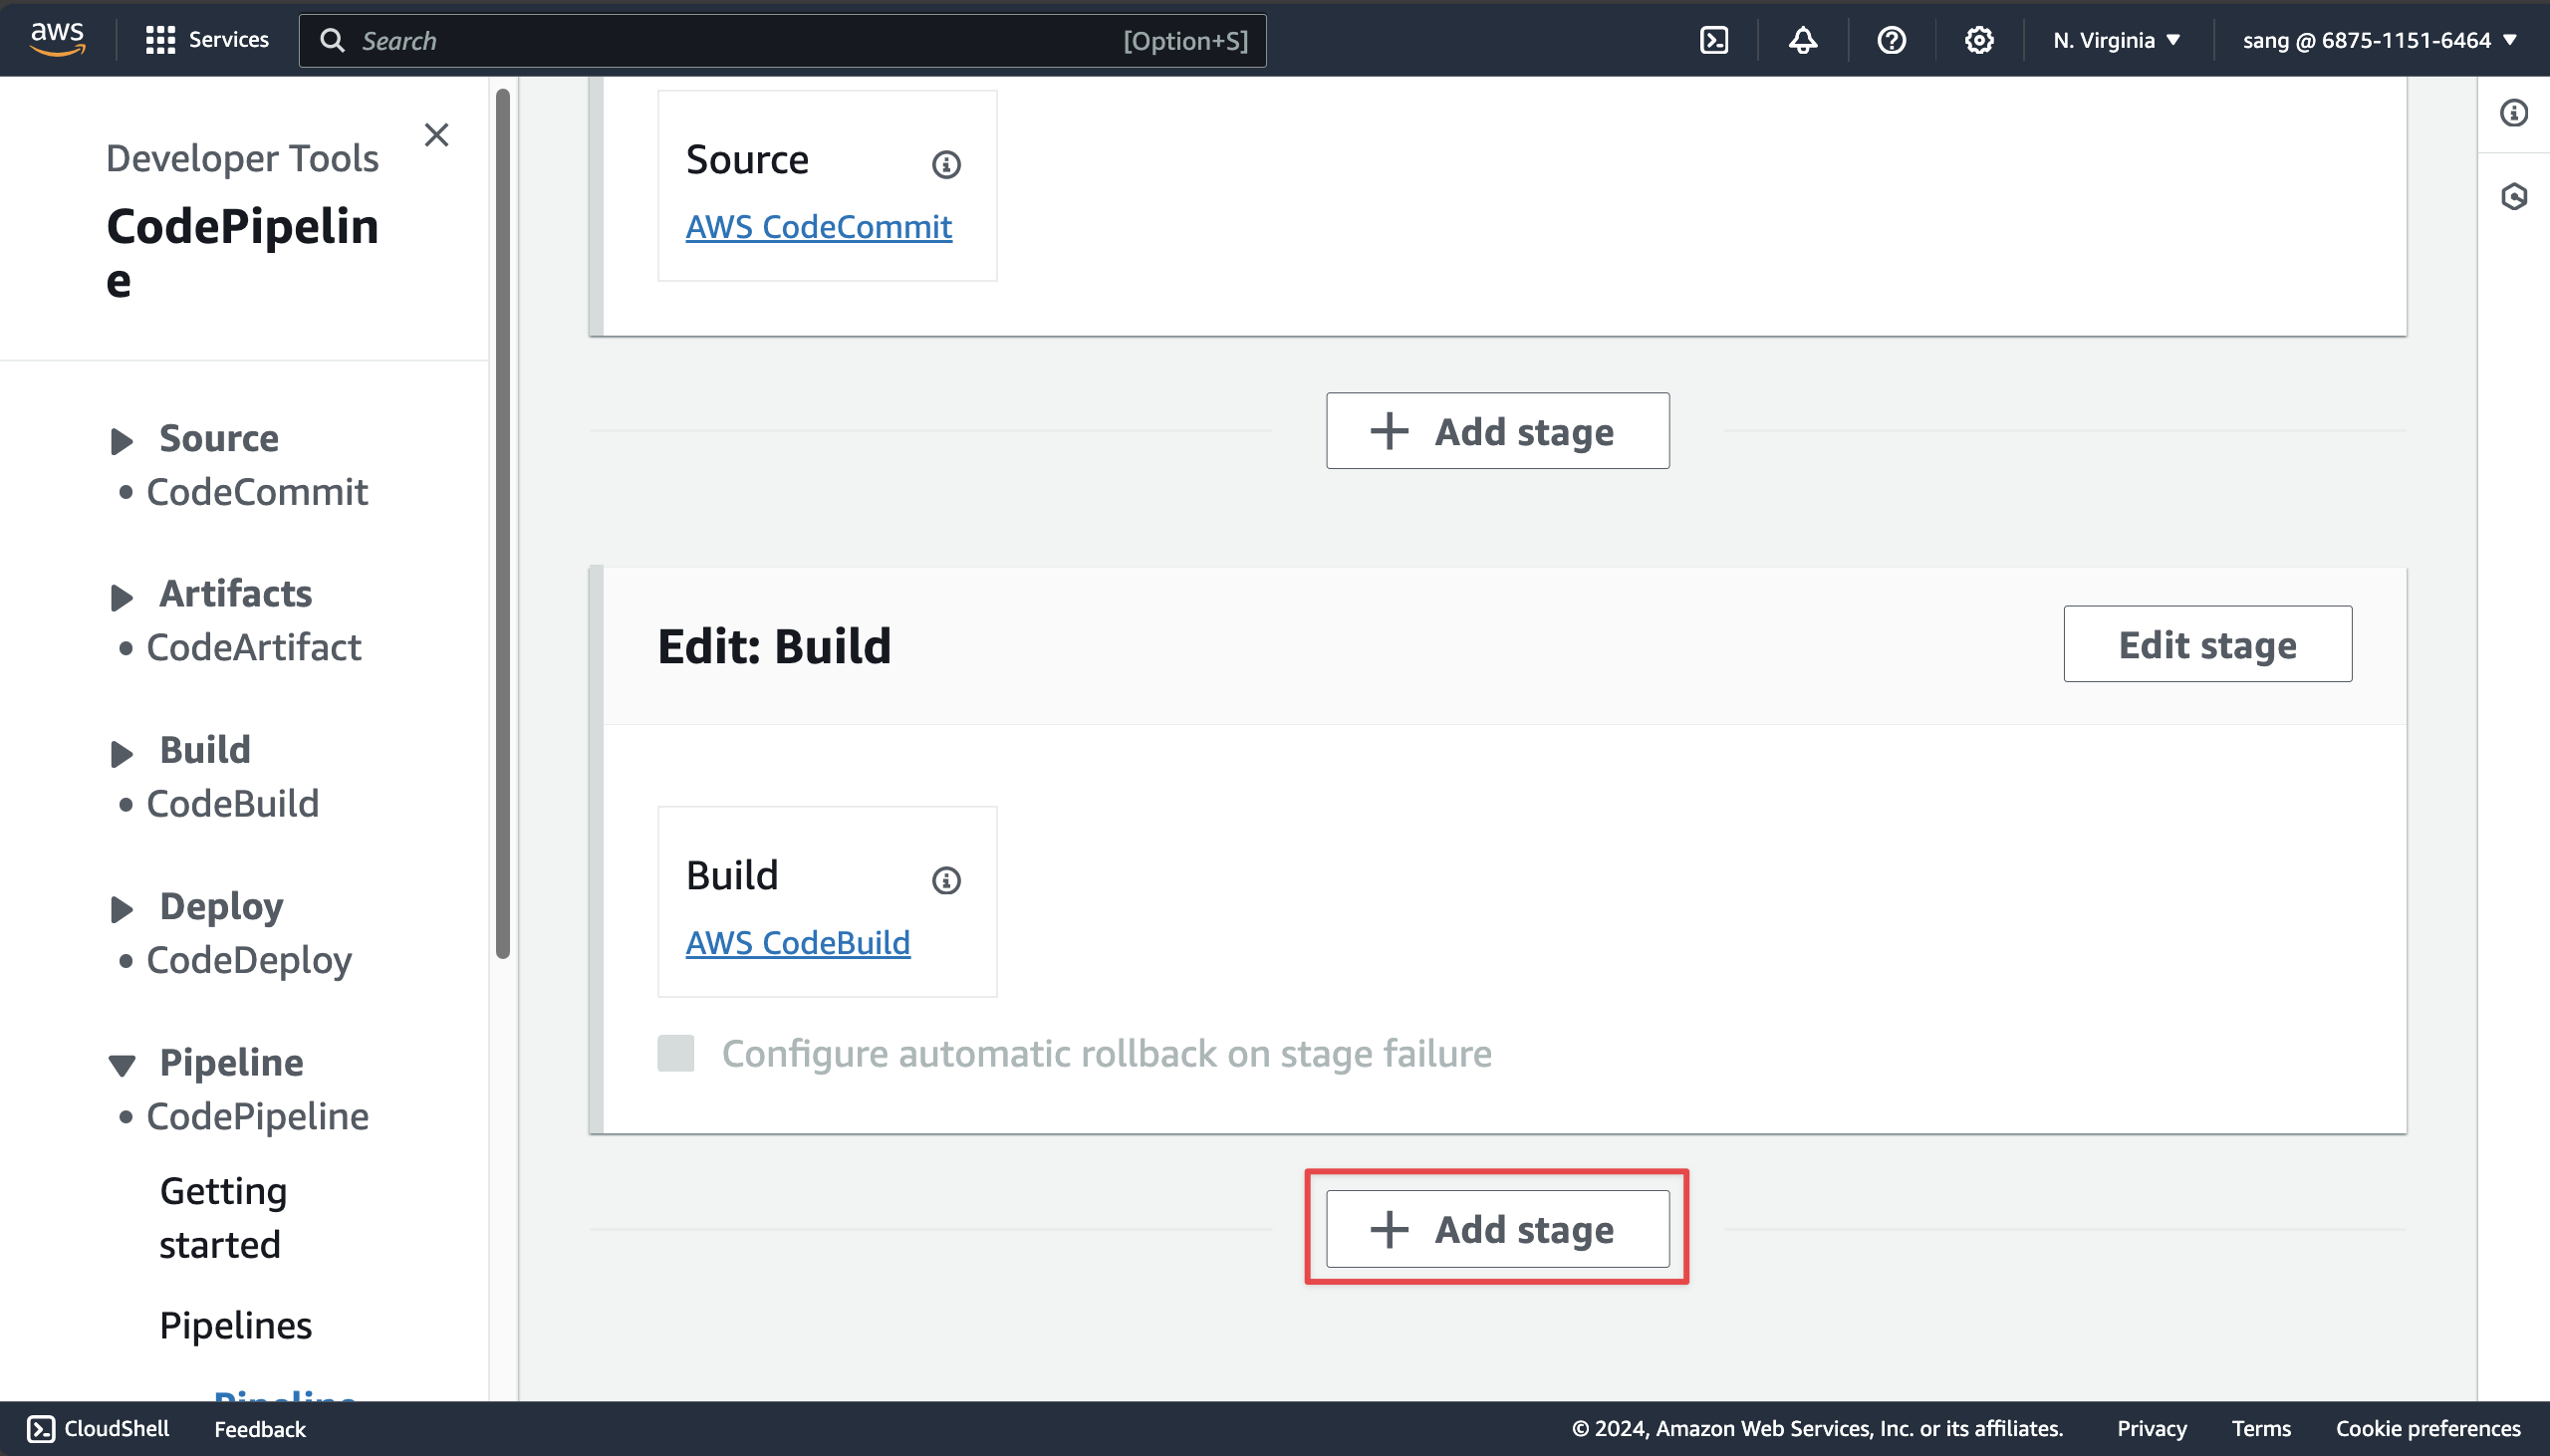 aws
Services
Search
[Option+S]
N. Virginia
sang @ 6875-1151-6464
Developer Tools
CodePipelin
e
Source
• CodeCommit
Artifacts
• CodeArtifact
Build
• CodeBuild
Deploy
• CodeDeploy
Pipeline
• CodePipeline
Getting
started
Pipelines
Pipeline
Source
AWS CodeCommit
+ Add stage
Edit: Build
Edit stage
Build
AWS CodeBuild
Configure automatic rollback on stage failure
+ Add stage
CloudShell
Feedback
© 2024, Amazon Web Services, Inc. or its affiliates.
Privacy
Terms
Cookie preferences